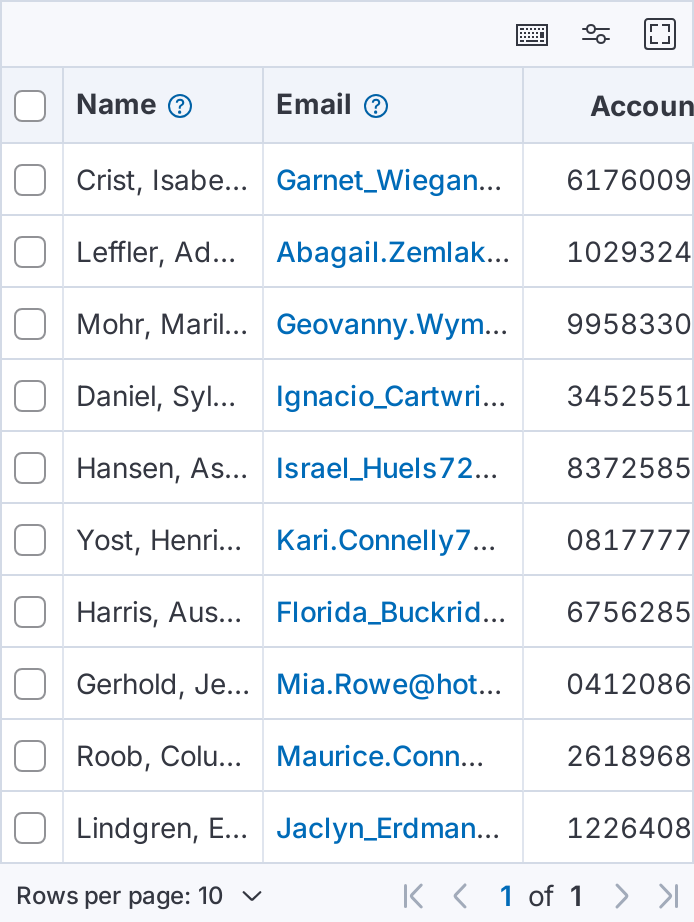 Name Email Accoun
Crist, Isabe... Garnet_Wiegan... 6176009
Leffler, Ad... Abagail.Zemlak... 1029324
Mohr, Maril... Geovanny.Wym... 9958330
Daniel, Syl... Ignacio_Cartwri... 3452551
Hansen, As... Israel_Huels72... 8372585
Yost, Henri... Kari.Connelly7... 0817777
Harris, Aus... Florida_Buckrid... 6756285
Gerhold, Je... Mia.Rowe@hot... 0412086
Roob, Colu... Maurice.Conn... 2618968
Lindgren, E... Jaclyn_Erdman... 1226408
Rows per page: 10 1 of 1